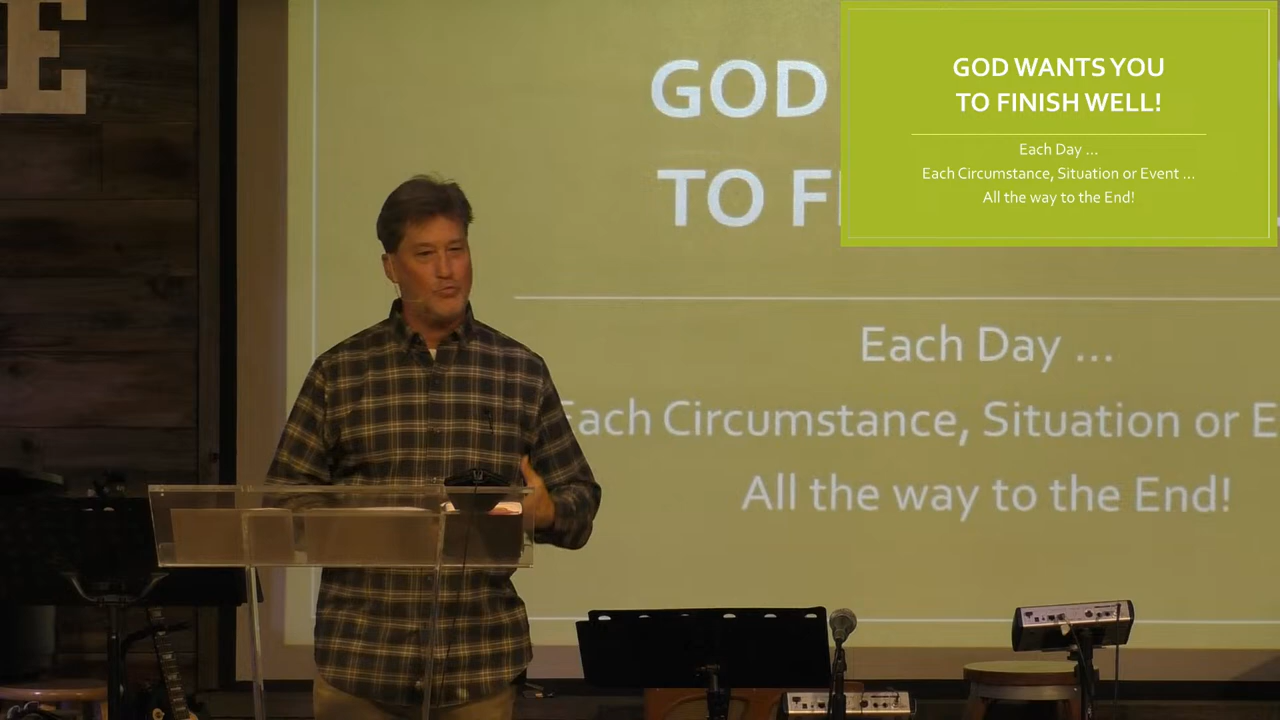 E
GOD
TO F
Each Day ...
Each Circumstance, Situation or E
All the way to the End!
GOD WANTS YOU
TO FINISH WELL!
Each Day ...
Each Circumstance, Situation or Event ...
All the way to the End!